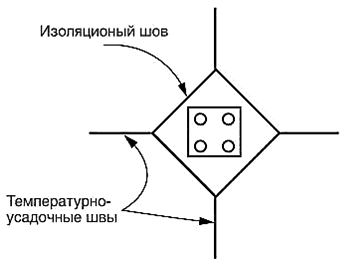 Изоляционый шов
Температурно-
усадочные швы